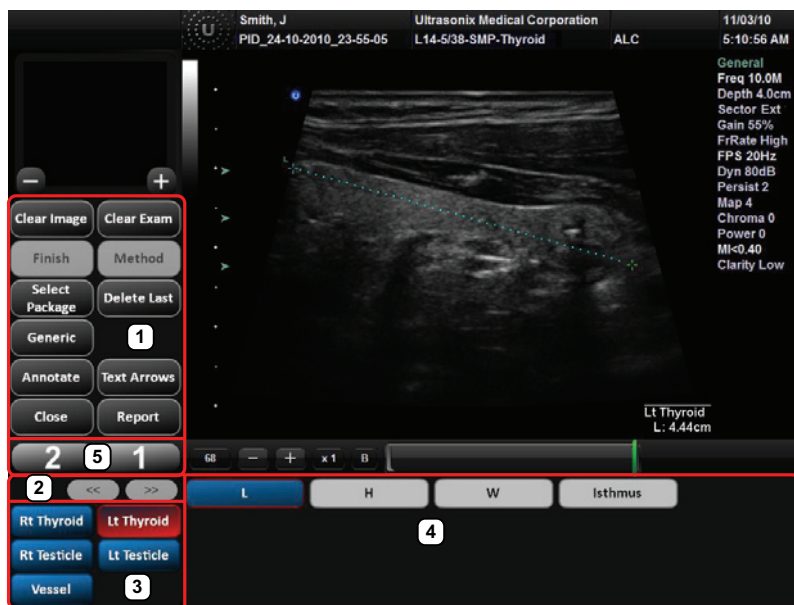 U
Smith, J Ultrasonix Medical Corporation 11/03/10
PID_24-10-2010_23-55-05 L14-5/38-SMP-Thyroid ALC 5:10:56 AM
General
Freq 10.0M
Depth 4.0cm
Sector Ext
Gain 55%
FrRate High
FPS 20Hz
Dyn 80dB
Persist 2
Map 4
Chroma 0
Power 0
MI<0.40
Clarity Low
− +
Clear Image Clear Exam
Finish Method
Select Package Delete Last
Generic 1
Annotate Text Arrows
Close Report
Lt Thyroid
L: 4.44cm
2 5 1
68 − + x 1 B
2 << >>
L H W Isthmus
Rt Thyroid Lt Thyroid
4
Rt Testicle Lt Testicle
Vessel 3